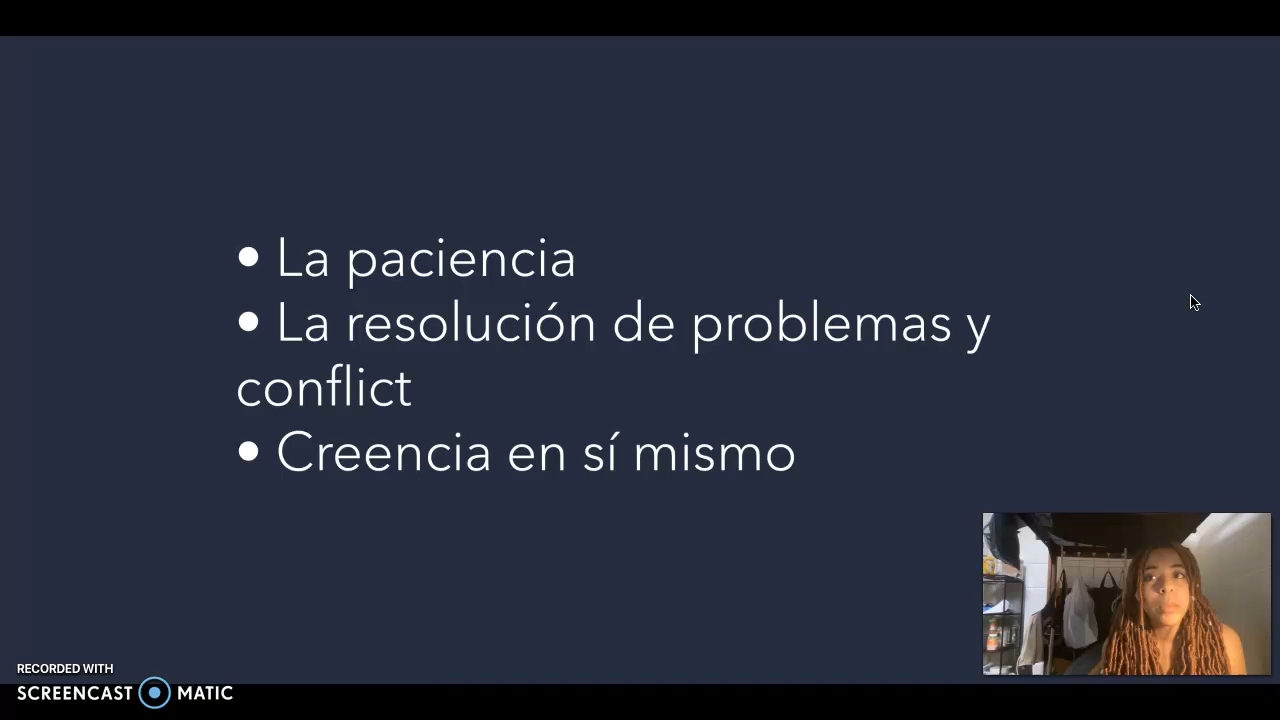 • La paciencia
• La resolución de problemas y
conflict
• Creencia en sí mismo
RECORDED WITH
SCREENCAST MATIC